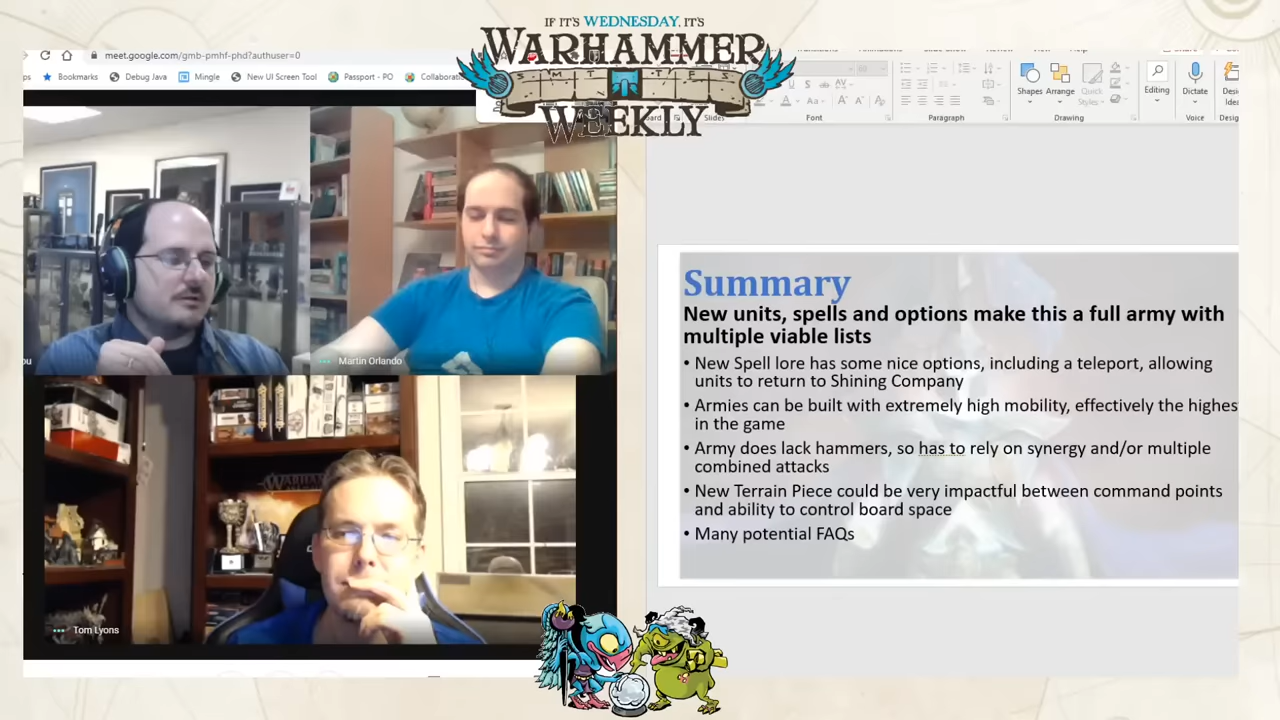 IF IT'S WEDNESDAY, IT'S
WARHAMMER
WEEKLY
meet.google.com/gmb-pmhf-phd?authuser=0
Bookmarks
Debug Java
Mingle
New UI Screen Tool
Passport - PO
Slides
Font
Paragraph
Shapes
Arrange
Quick
Styles
Drawing
Editing
Dictate
Voice
Martin Orlando
Tom Lyons
Summary
New units, spells and options make this a full army with
multiple viable lists
• New Spell lore has some nice options, including a teleport, allowing
units to return to Shining Company
• Armies can be built with extremely high mobility, effectively the highes
in the game
• Army does lack hammers, so has to rely on synergy and/or multiple
combined attacks
• New Terrain Piece could be very impactful between command points
and ability to control board space
• Many potential FAQs